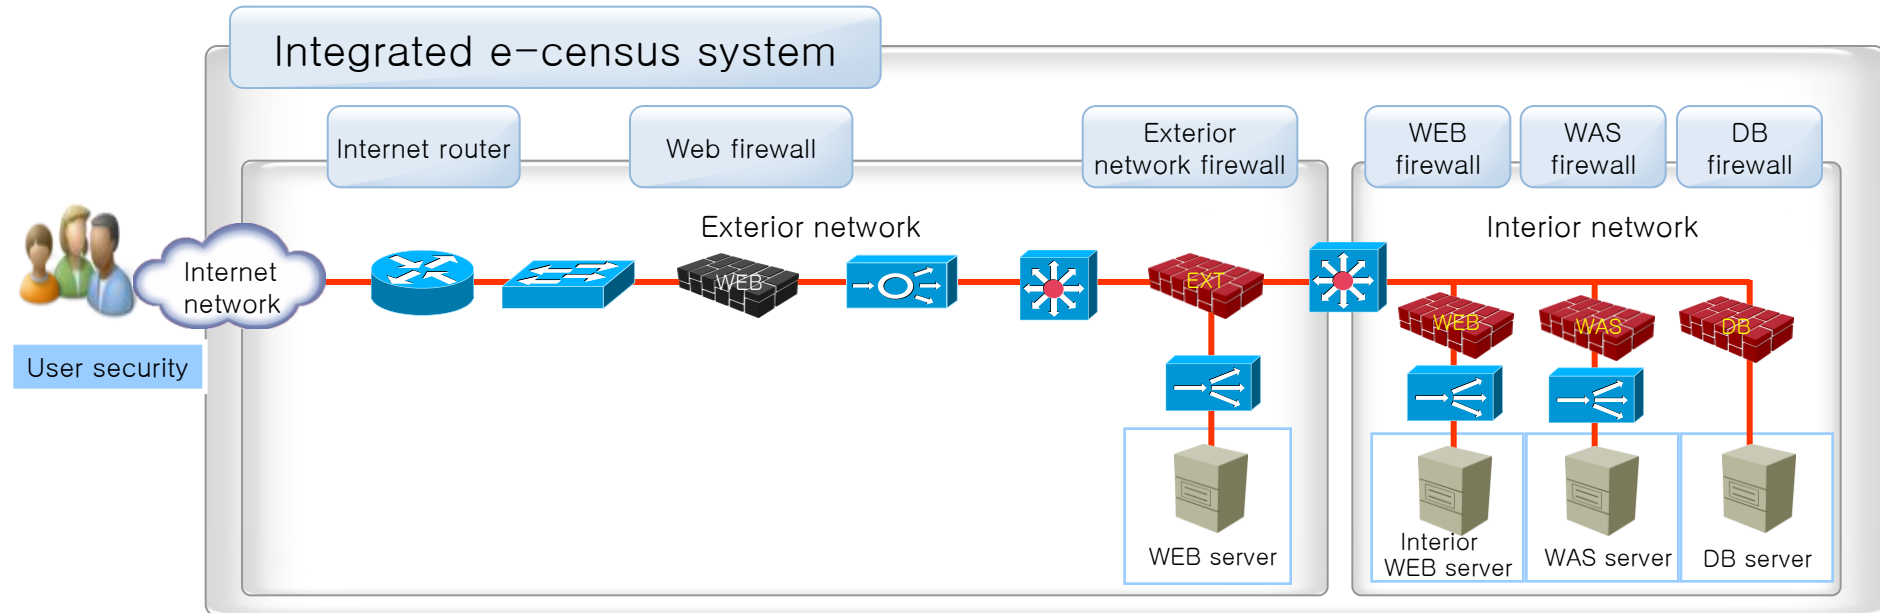 Integrated e-census system
Internet router
Web firewall
Exterior
network firewall
WEB
firewall
WAS
firewall
DB
firewall
Exterior network
Interior network
Internet
network
WEB
EXT
WEB
WAS
DB
User security
WEB server
Interior
WEB server
WAS server
DB server